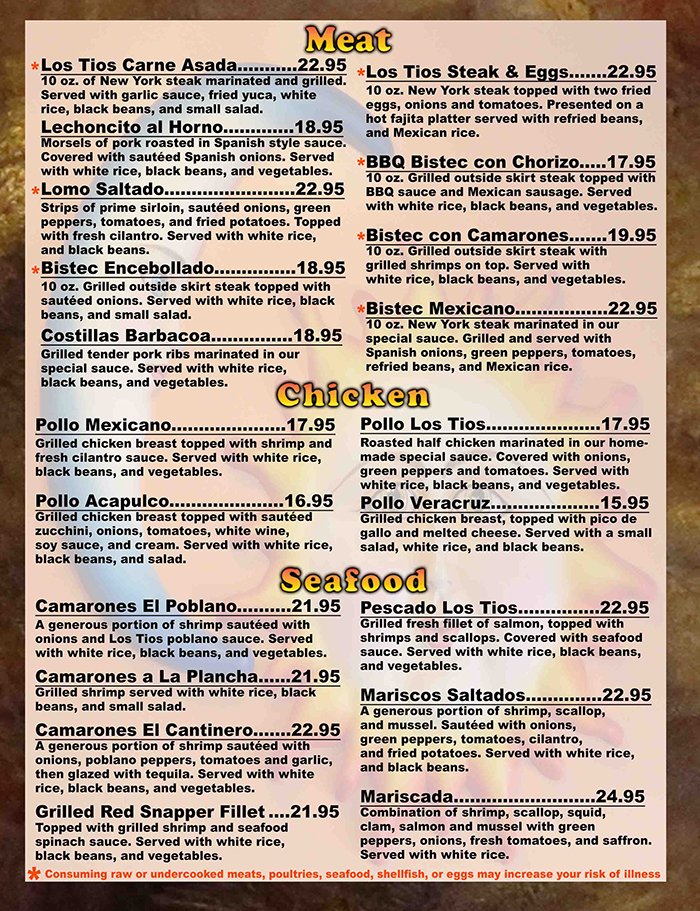 Meat
*Los Tios Carne Asada...........22.95
10 oz. of New York steak marinated and grilled.
Served with garlic sauce, fried yuca, white
rice, black beans, and small salad.
Lechoncito al Horno.............18.95
Morsels of pork roasted in Spanish style sauce.
Covered with sautéed Spanish onions. Served
with white rice, black beans, and vegetables.
*Lomo Saltado........................22.95
Strips of prime sirloin, sautéed onions, green
peppers, tomatoes, and fried potatoes. Topped
with fresh cilantro. Served with white rice,
and black beans.
*Bistec Encebollado...............18.95
10 oz. Grilled outside skirt steak topped with
sautéed onions. Served with white rice, black
beans, and small salad.
Costillas Barbacoa...............18.95
Grilled tender pork ribs marinated in our
special sauce. Served with white rice,
black beans, and vegetables.
*Los Tios Steak & Eggs.......22.95
10 oz. New York steak topped with two fried
eggs, onions and tomatoes. Presented on a
hot fajita platter served with refried beans,
and Mexican rice.
*BBQ Bistec con Chorizo.....17.95
10 oz. Grilled outside skirt steak topped with
BBQ sauce and Mexican sausage. Served
with white rice, black beans, and vegetables.
*Bistec con Camarones.......19.95
10 oz. Grilled outside skirt steak with
grilled shrimps on top. Served with
white rice, black beans, and vegetables.
*Bistec Mexicano.................22.95
10 oz. New York steak marinated in our
special sauce. Grilled and served with
Spanish onions, green peppers, tomatoes,
refried beans, and Mexican rice.
Chicken
Pollo Mexicano.....................17.95
Grilled chicken breast topped with shrimp and
fresh cilantro sauce. Served with white rice,
black beans, and vegetables.
Pollo Acapulco.....................16.95
Grilled chicken breast topped with sautéed
zucchini, onions, tomatoes, white wine,
soy sauce, and cream. Served with white rice,
black beans, and salad.
Pollo Los Tios.....................17.95
Roasted half chicken marinated in our home-
made special sauce. Covered with onions,
green peppers and tomatoes. Served with
white rice, black beans, and vegetables.
Pollo Veracruz....................15.95
Grilled chicken breast, topped with pico de
gallo and melted cheese. Served with a small
salad, white rice, and black beans.
Seafood
Camarones El Poblano..........21.95
A generous portion of shrimp sautéed with
onions and Los Tios poblano sauce. Served
with white rice, black beans, and vegetables.
Camarones a La Plancha......21.95
Grilled shrimp served with white rice, black
beans, and small salad.
Camarones El Cantinero.......22.95
A generous portion of shrimp sautéed with
onions, poblano peppers, tomatoes and garlic,
then glazed with tequila. Served with white
rice, black beans, and vegetables.
Grilled Red Snapper Fillet ....21.95
Topped with grilled shrimp and seafood
spinach sauce. Served with white rice,
black beans, and vegetables.
Pescado Los Tios...............22.95
Grilled fresh fillet of salmon, topped with
shrimps and scallops. Covered with seafood
sauce. Served with white rice, black beans,
and vegetables.
Mariscos Saltados..............22.95
A generous portion of shrimp, scallop,
and mussel. Sautéed with onions,
green peppers, tomatoes, cilantro,
and fried potatoes. Served with white rice,
and black beans.
Mariscada..........................24.95
Combination of shrimp, scallop, squid,
clam, salmon and mussel with green
peppers, onions, fresh tomatoes, and saffron.
Served with white rice.
* Consuming raw or undercooked meats, poultries, seafood, shellfish, or eggs may increase your risk of illness